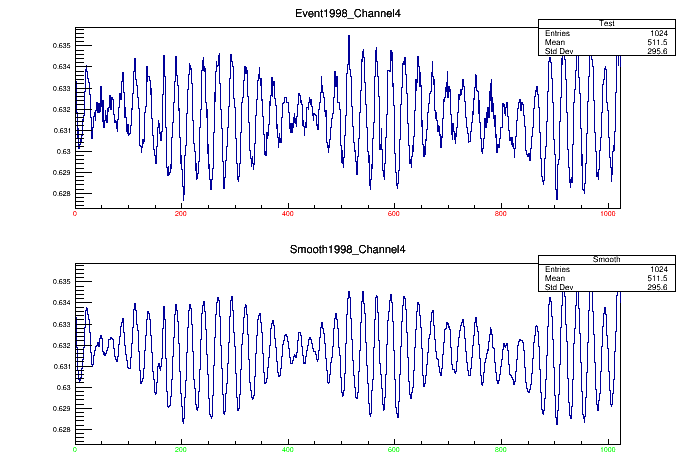 Event1998_Channel4
Test
Entries 1024
Mean 511.5
Std Dev 295.6
0.635
0.634
0.633
0.632
0.631
0.63
0.629
0.628
0 200 400 600 800 1000
Smooth1998_Channel4
Smooth
Entries 1024
Mean 511.5
Std Dev 295.6
0.635
0.634
0.633
0.632
0.631
0.63
0.629
0.628
0 200 400 600 800 1000